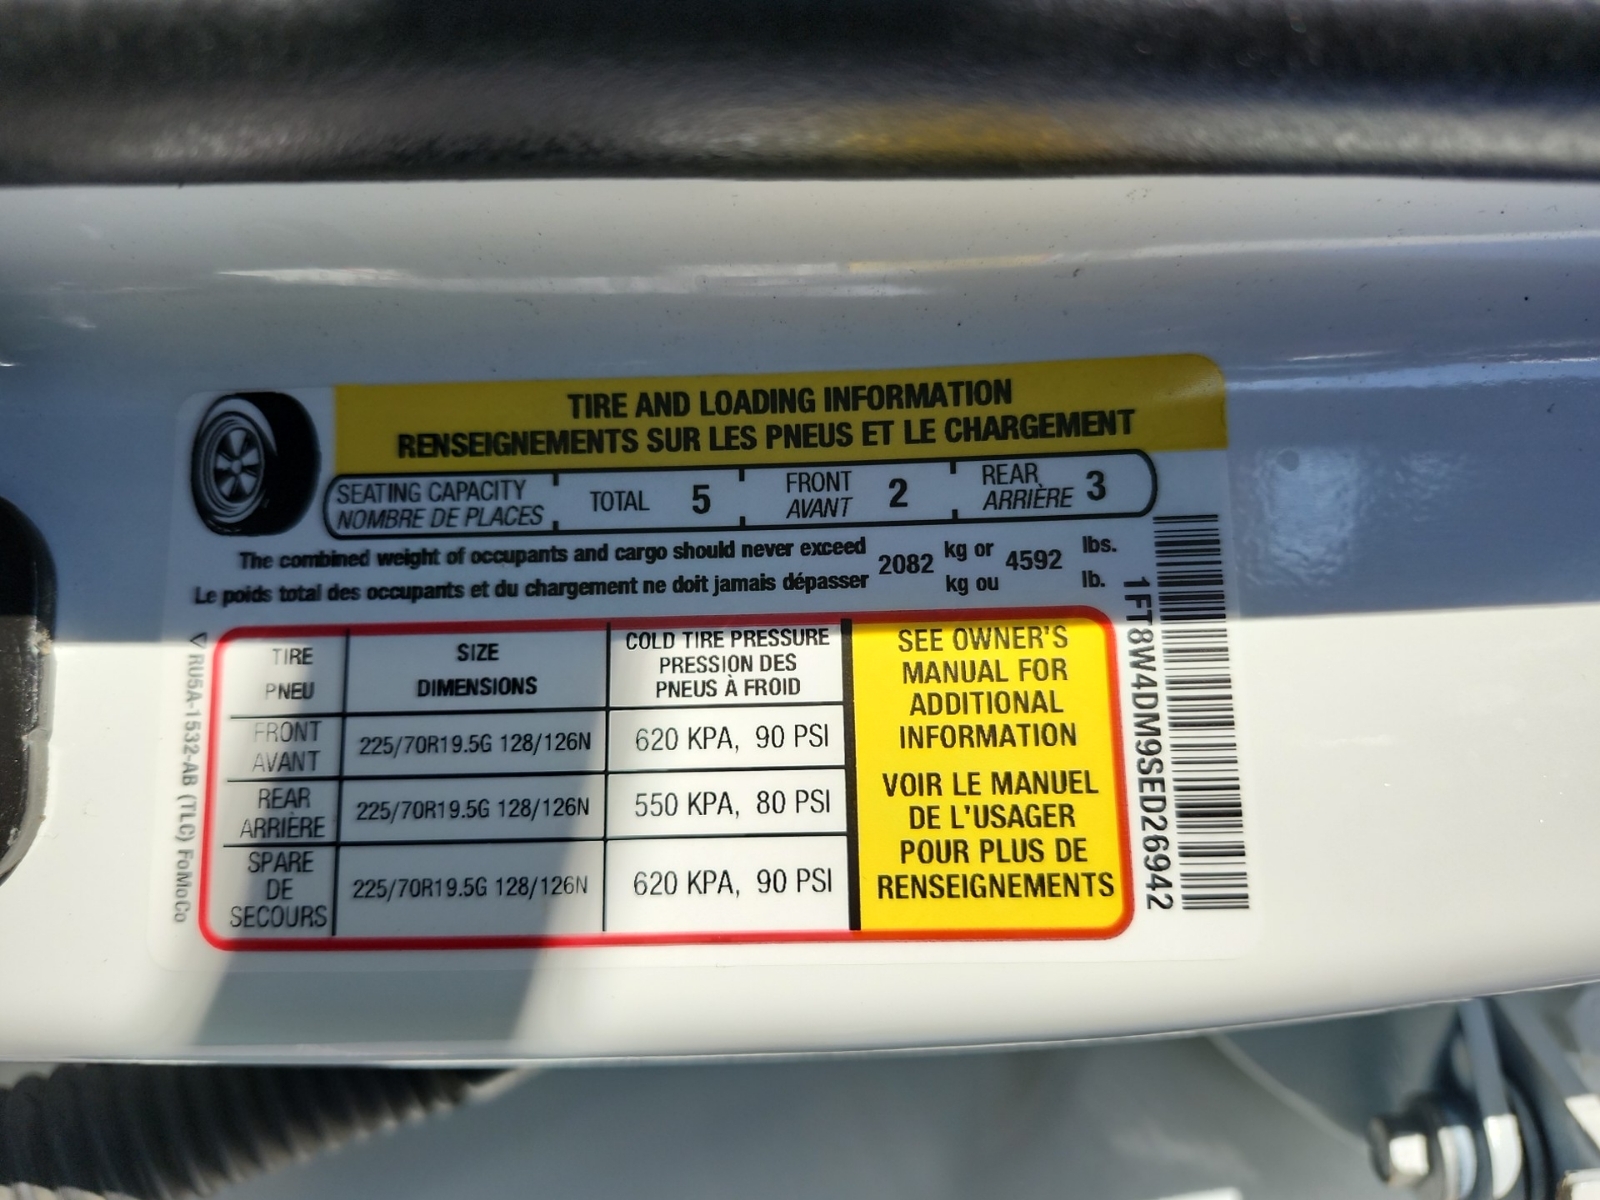 TIRE AND LOADING INFORMATION
RENSEIGNEMENTS SUR LES PNEUS ET LE CHARGEMENT
SEATING CAPACITY
NOMBRE DE PLACES
TOTAL 5
FRONT
AVANT
2
REAR
ARRIÈRE
3
The combined weight of occupants and cargo should never exceed
Le poids total des occupants et du chargement ne doit jamais dépasser
2082
kg or
kg ou
4592
lbs.
lb.
TIRE
PNEU
SIZE
DIMENSIONS
COLD TIRE PRESSURE
PRESSION DES
PNEUS À FROID
FRONT
AVANT
225/70R19.5G 128/126N
620 KPA, 90 PSI
REAR
ARRIÈRE
225/70R19.5G 128/126N
550 KPA, 80 PSI
SPARE
DE
SECOURS
225/70R19.5G 128/126N
620 KPA, 90 PSI
SEE OWNER'S
MANUAL FOR
ADDITIONAL
INFORMATION
VOIR LE MANUEL
DE L'USAGER
POUR PLUS DE
RENSEIGNEMENTS
1FT8W4DM9SED26942
RU5A-1532-AB (TLC) FoMoCo